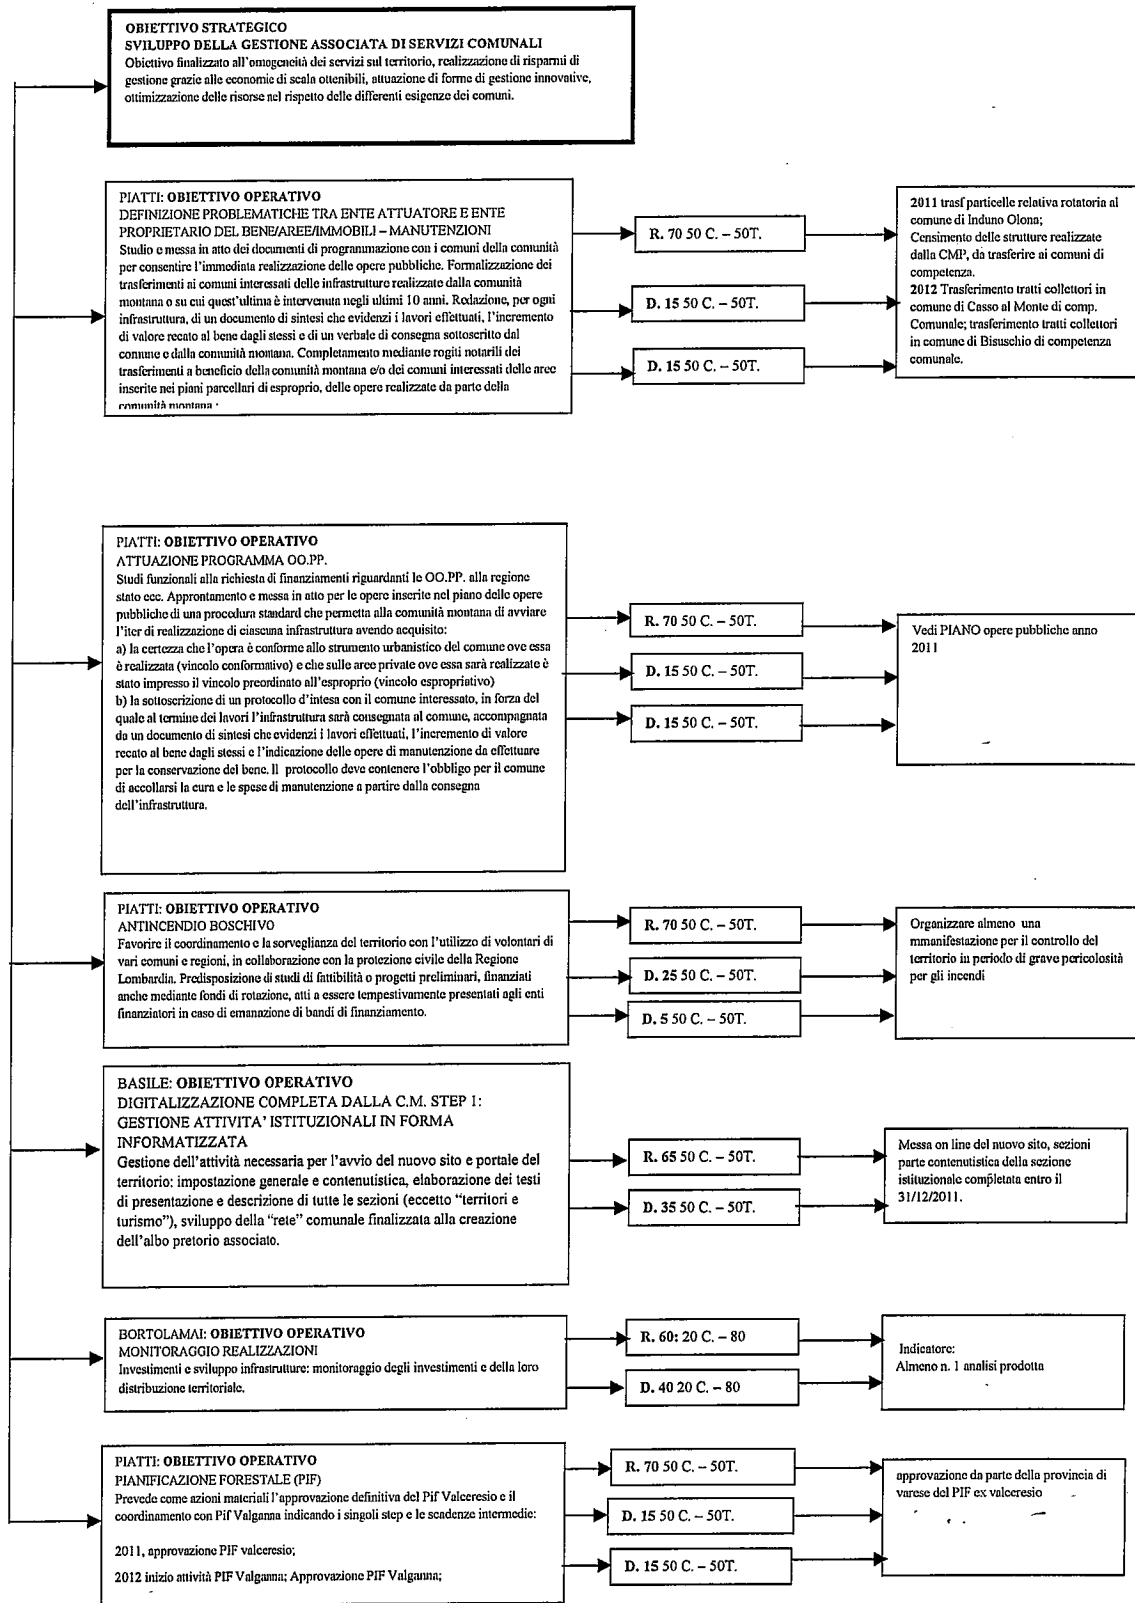 OBIETTIVO STRATEGICO
SVILUPPO DELLA GESTIONE ASSOCIATA DI SERVIZI COMUNALI
Obiettivo finalizzato all'omogeneità dei servizi sul territorio, realizzazione di risparmi di
gestione grazie alle economie di scala ottenibili, attuazione di forme di gestione innovative,
ottimizzazione delle risorse nel rispetto delle differenti esigenze dei comuni.
PIATTI: OBIETTIVO OPERATIVO
DEFINIZIONE PROBLEMATICHE TRA ENTE ATTUATORE E ENTE
PROPRIETARIO DEL BENE/AREE/IMMOBILI – MANUTENZIONI
Studio e messa in atto dei documenti di programmazione con i comuni della comunità
per consentire l'immediata realizzazione delle opere pubbliche. Formalizzazione dei
trasferimenti ai comuni interessati delle infrastrutture realizzate dalla comunità
montana o su cui quest'ultima è intervenuta negli ultimi 10 anni. Redazione, per ogni
infrastruttura, di un documento di sintesi che evidenzi i lavori effettuati, l'incremento
di valore recato al bene dagli stessi e di un verbale di consegna sottoscritto dal
comune e dalla comunità montana. Completamento mediante rogiti notarili dei
trasferimenti a beneficio della comunità montana e/o dei comuni interessati delle aree
inserite nei piani parcellari di esproprio, delle opere realizzate da parte della
comunità montana .
R. 70 50 C. – 50T.
D. 15 50 C. – 50T.
D. 15 50 C. – 50T.
2011 trasf particelle relativa rotatoria al
comune di Induno Olona;
Censimento delle strutture realizzate
dalla CMP, da trasferire ai comuni di
competenza.
2012 Trasferimento tratti collettori in
comune di Casso al Monte di comp.
Comunale; trasferimento tratti collettori
in comune di Bisuschio di competenza
comunale.
PIATTI: OBIETTIVO OPERATIVO
ATTUAZIONE PROGRAMMA OO.PP.
Studi funzionali alla richiesta di finanziamenti riguardanti le OO.PP. alla regione
stato ecc. Approntamento e messa in atto per le opere inserite nel piano delle opere
pubbliche di una procedura standard che permetta alla comunità montana di avviare
l'iter di realizzazione di ciascuna infrastruttura avendo acquisito:
a) la certezza che l'opera è conforme allo strumento urbanistico del comune ove essa
è realizzata (vincolo conformativo) e che sulle aree private ove essa sarà realizzate è
stato impresso il vincolo preordinato all'esproprio (vincolo espropriativo)
b) la sottoscrizione di un protocollo d'intesa con il comune interessato, in forza del
quale al termine dei lavori l'infrastruttura sarà consegnata al comune, accompagnata
da un documento di sintesi che evidenzi i lavori effettuati, l'incremento di valore
recato al bene dagli stessi e l'indicazione delle opere di manutenzione da effettuare
per la conservazione del bene. Il protocollo deve contenere l'obbligo per il comune
di accollarsi la cura e le spese di manutenzione a partire dalla consegna
dell'infrastruttura.
R. 70 50 C. – 50T.
D. 15 50 C. – 50T.
D. 15 50 C. – 50T.
Vedi PIANO opere pubbliche anno
2011
PIATTI: OBIETTIVO OPERATIVO
ANTINCENDIO BOSCHIVO
Favorire il coordinamento e la sorveglianza del territorio con l'utilizzo di volontari di
vari comuni e regioni, in collaborazione con la protezione civile della Regione
Lombardia. Predisposizione di studi di fattibilità o progetti preliminari, finanziati
anche mediante fondi di rotazione, atti a essere tempestivamente presentati agli enti
finanziatori in caso di emanazione di bandi di finanziamento.
R. 70 50 C. – 50T.
D. 25 50 C. – 50T.
D. 5 50 C. – 50T.
Organizzare almeno una
mmanifestazione per il controllo del
territorio in periodo di grave pericolosità
per gli incendi
BASILE: OBIETTIVO OPERATIVO
DIGITALIZZAZIONE COMPLETA DALLA C.M. STEP 1:
GESTIONE ATTIVITA' ISTITUZIONALI IN FORMA
INFORMATIZZATA
Gestione dell'attività necessaria per l'avvio del nuovo sito e portale del
territorio: impostazione generale e contenutistica, elaborazione dei testi
di presentazione e descrizione di tutte le sezioni (eccetto "territori e
turismo"), sviluppo della "rete" comunale finalizzata alla creazione
dell'albo pretorio associato.
R. 65 50 C. – 50T.
D. 35 50 C. – 50T.
Messa on line del nuovo sito, sezioni
parte contenutistica della sezione
istituzionale completata entro il
31/12/2011.
BORTOLAMAI: OBIETTIVO OPERATIVO
MONITORAGGIO REALIZZAZIONI
Investimenti e sviluppo infrastrutture: monitoraggio degli investimenti e della loro
distribuzione territoriale.
R. 60: 20 C. – 80
D. 40 20 C. – 80
Indicatore:
Almeno n. 1 analisi prodotta
PIATTI: OBIETTIVO OPERATIVO
PIANIFICAZIONE FORESTALE (PIF)
Prevede come azioni materiali l'approvazione definitiva del Pif Valceresio e il
coordinamento con Pif Valganna indicando i singoli step e le scadenze intermedie:
2011, approvazione PIF valceresio;
2012 inizio attività PIF Valganna; Approvazione PIF Valganna;
R. 70 50 C. – 50T.
D. 15 50 C. – 50T.
D. 15 50 C. – 50T.
approvazione da parte della provincia di
varese del PIF ex valceresio